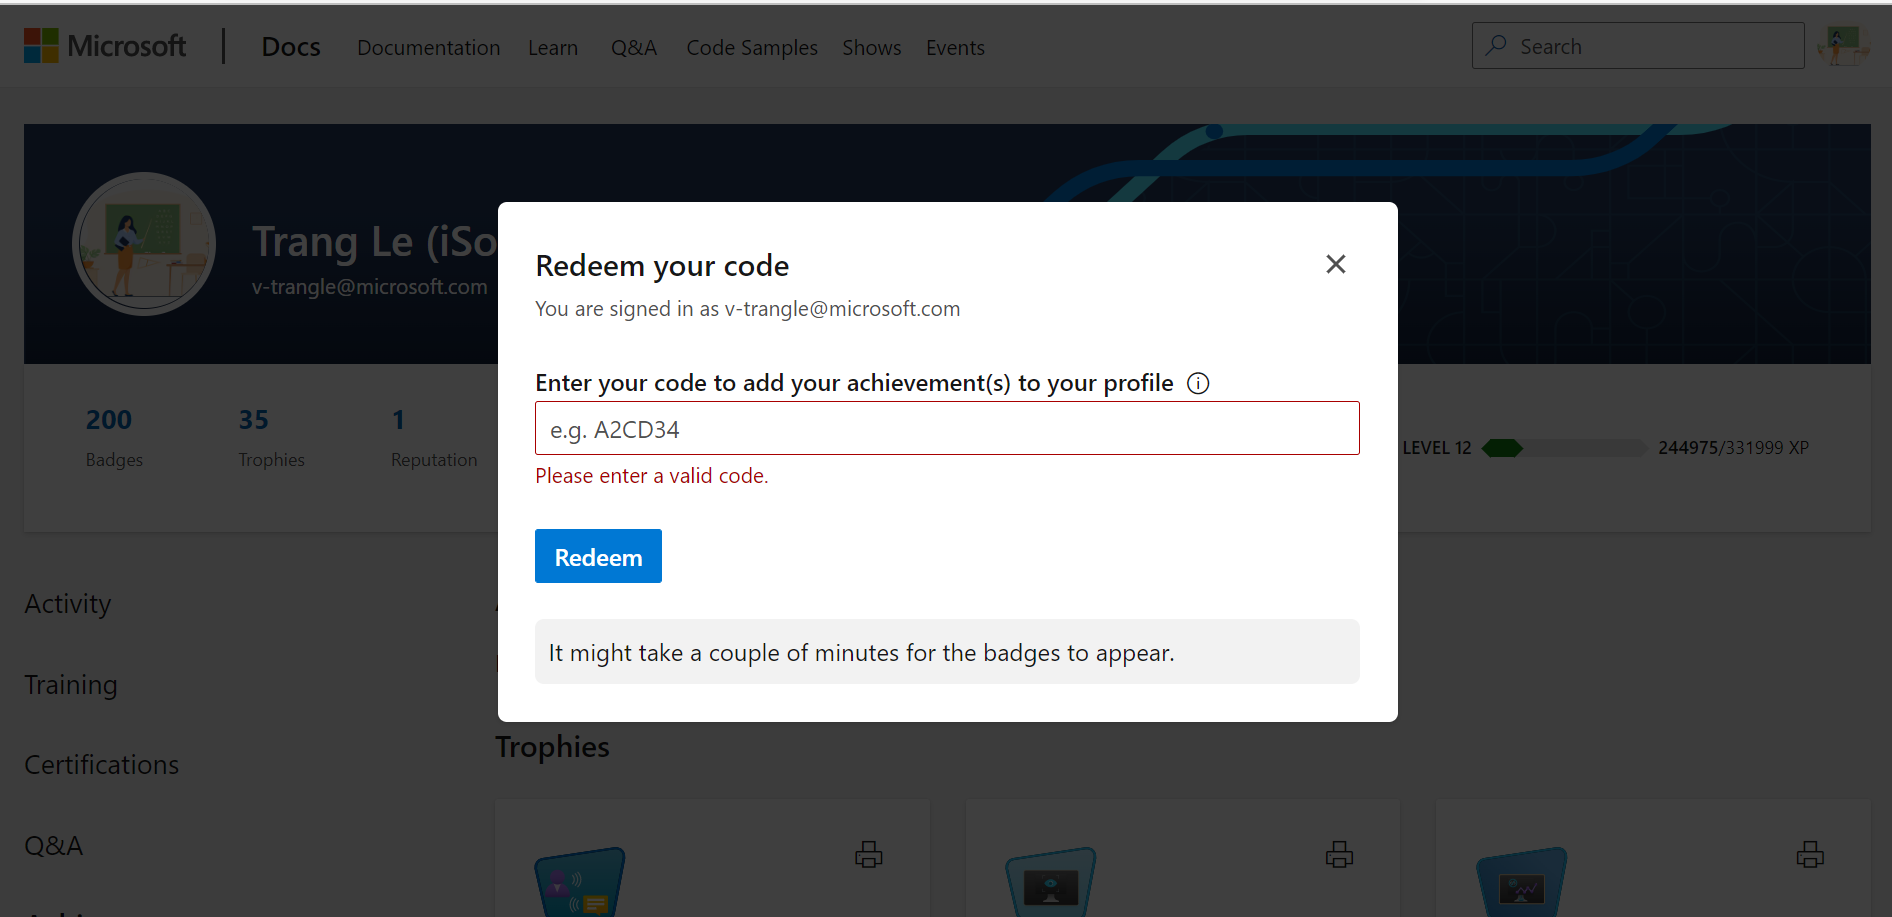 Microsoft
Docs
Documentation
Learn
Q&A
Code Samples
Shows
Events
Search
Trang Le (iSo
v-trangle@microsoft.com
200
Badges
35
Trophies
1
Reputation
LEVEL 12
244975/331999 XP
Redeem your code
You are signed in as v-trangle@microsoft.com
Enter your code to add your achievement(s) to your profile
e.g. A2CD34
Please enter a valid code.
Redeem
It might take a couple of minutes for the badges to appear.
Activity
Training
Certifications
Q&A
Trophies